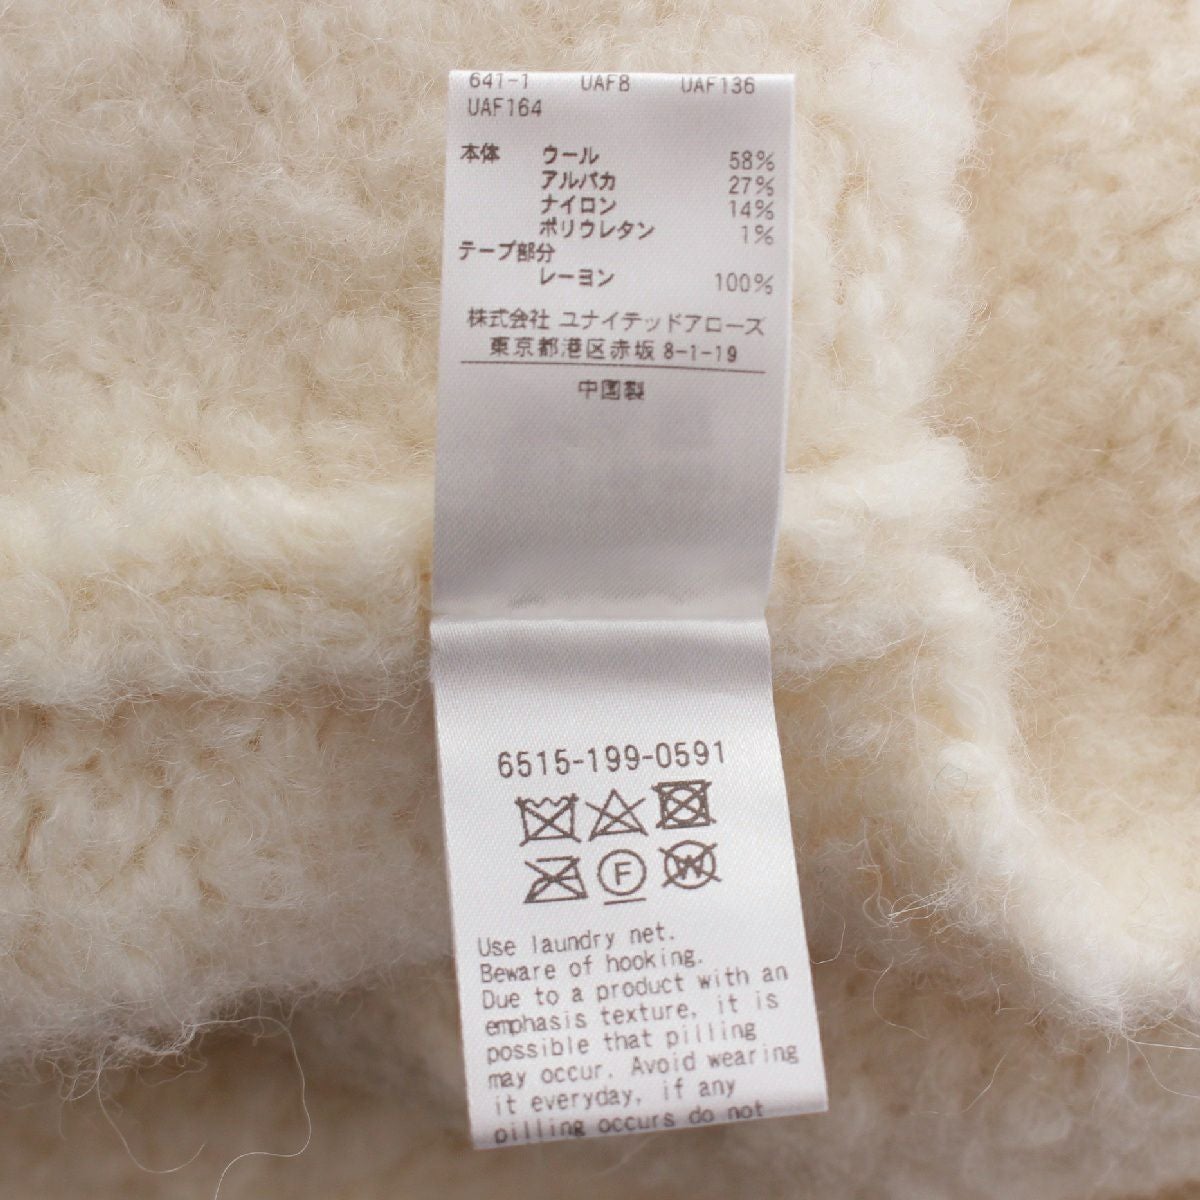 641-1 UAF8 UAF136
UAF164
本体 ウール 58%
アルパカ 27%
ナイロン 14%
ポリウレタン 1%
テープ部分
レーヨン 100%
株式会社 ユナイテッドアローズ
東京都港区赤坂 8-1-19
中国製
6515-199-0591
F W
Use laundry net.
Beware of hooking.
Due to a product with an
emphasis texture, it is
possible that pilling
may occur. Avoid wearing
it everyday, if any
pilling occurs do not